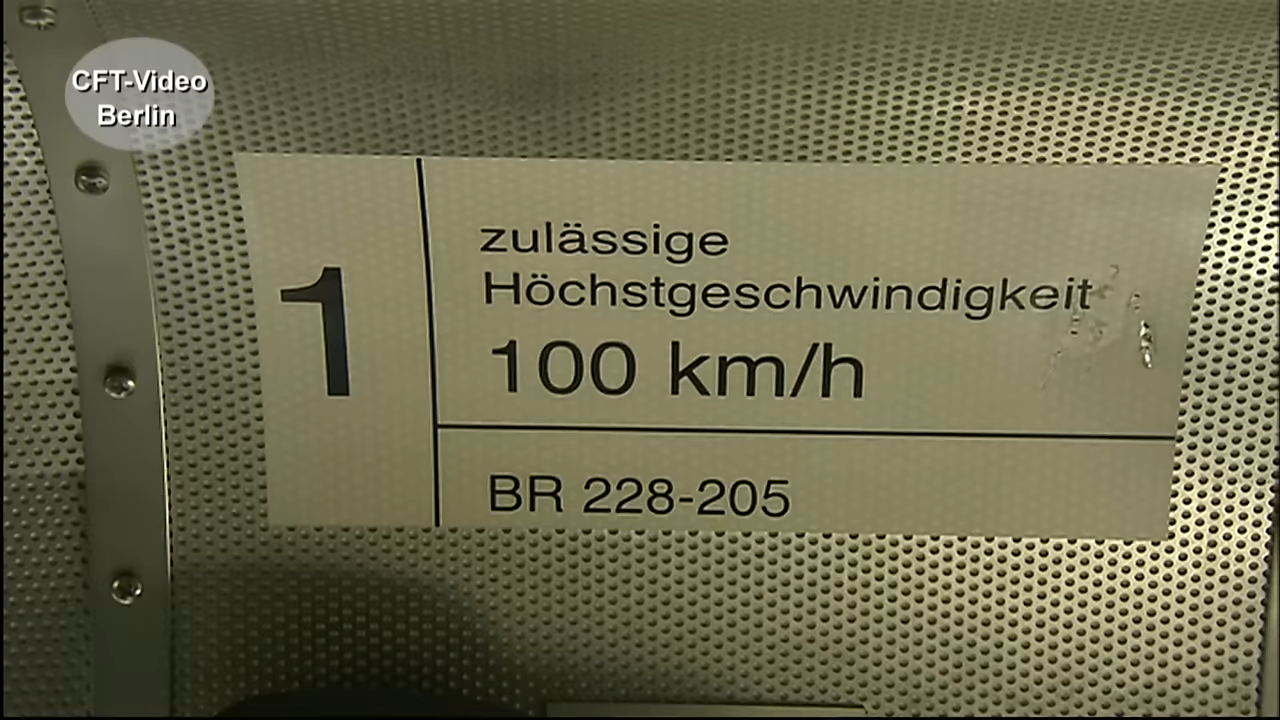 CFT-Video
Berlin
1
zulässige
Höchstgeschwindigkeit
100 km/h
BR 228-205